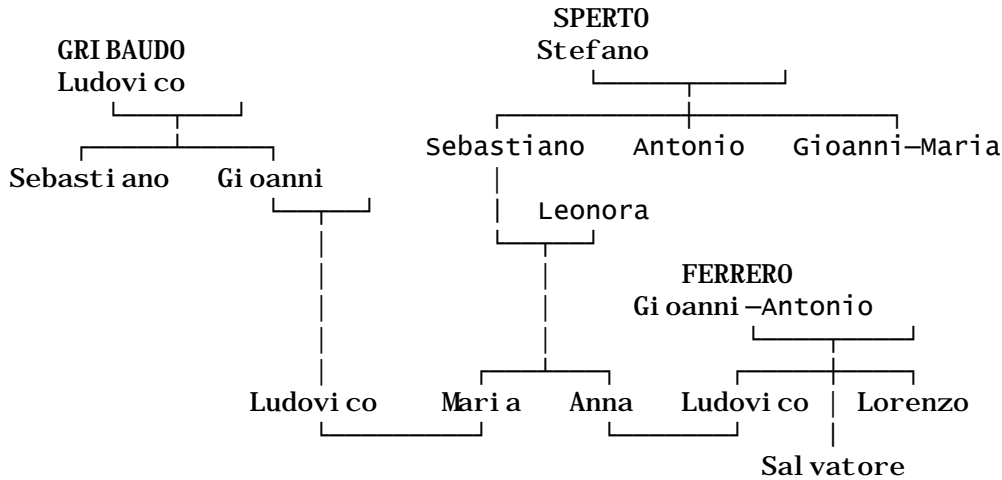 SPERTO
GRIBAUDO Stefano
Ludovico
Sebastiano Antonio Gioanni-Maria
Sebastiano Gioanni
Leonora
FERRERO
Gioanni-Antonio
Ludovico Maria Anna Ludovico Lorenzo
Salvatore